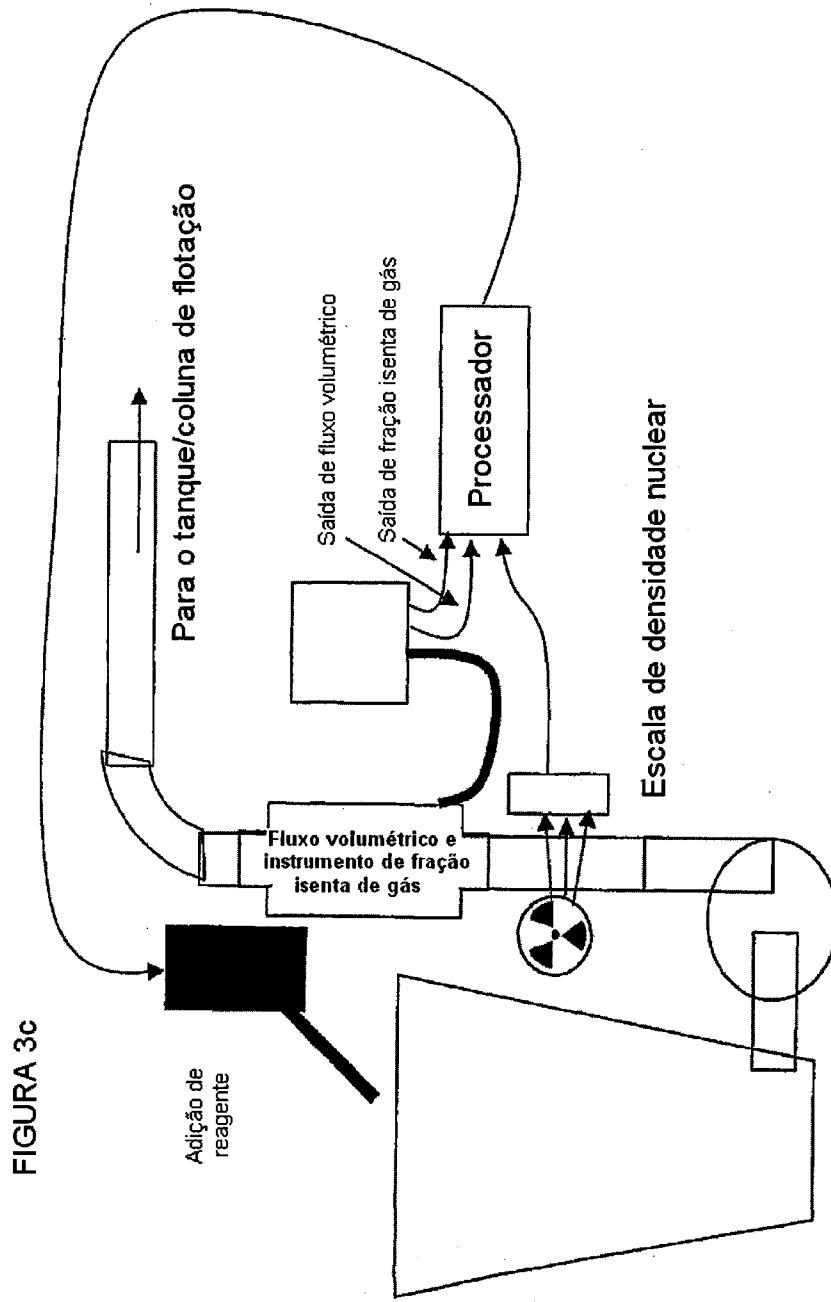 FIGURA 3c
Adição de
reagente
Fluxo volumétrico e
instrumento de fração
isenta de gás
Para o tanque/coluna de flotação
Saída de fluxo volumétrico
Saída de fração isenta de gás
Processador
Escala de densidade nuclear